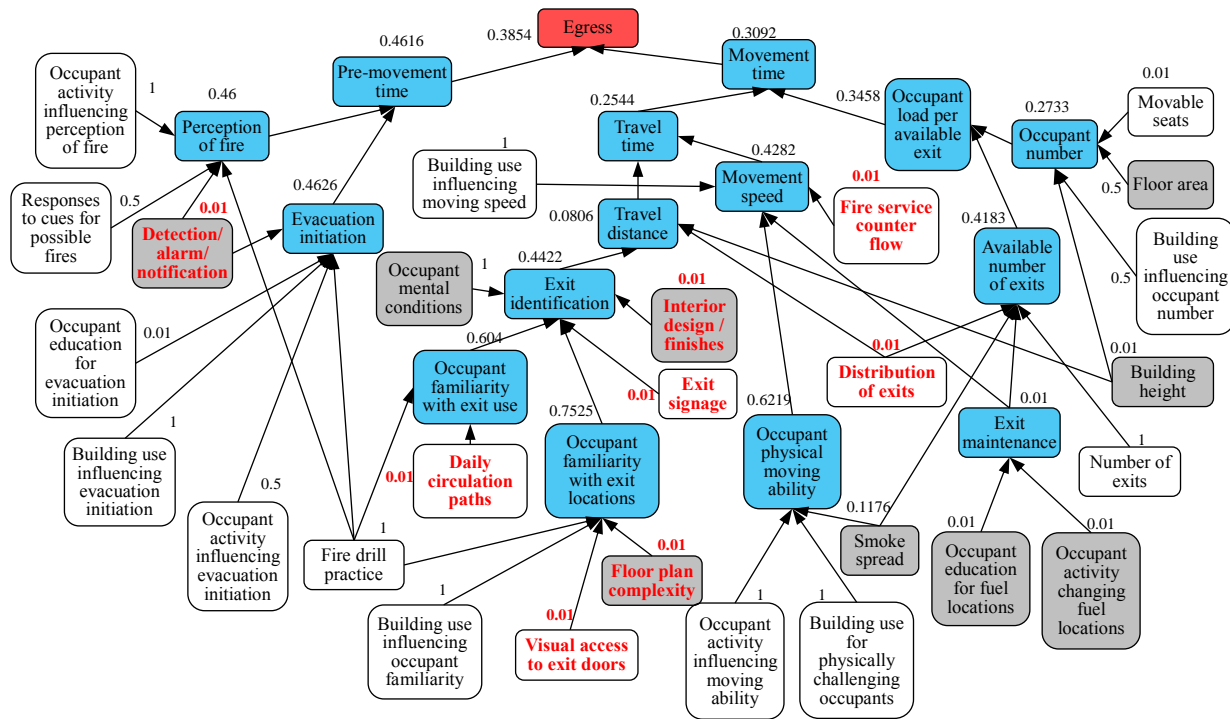 0.3854
Egress
0.3092
0.4616
Pre-movement
time
Movement
time
0.01
Movable
seats
Occupant
activity
influencing
perception
of fire
1
0.46
Perception
of fire
0.2544
Travel
time
0.3458
Occupant
load per
available
exit
0.2733
Occupant
number
0.5
Floor area
Building use
influencing
moving speed
1
0.4282
Movement
speed
0.01
Fire service
counter
flow
Responses to
cues for
possible
fires
0.5
0.01
Detection/
alarm/
notification
0.4626
Evacuation
initiation
0.0806
Travel
distance
0.4183
Available
number
of exits
Building
use
influencing
occupant
number
0.5
Occupant
mental
conditions
1
0.4422
Exit
identification
0.01
Interior
design /
finishes
Occupant
education
for
evacuation
initiation
0.01
0.604
Occupant
familiarity
with exit use
0.01
Exit
signage
0.01
Distribution
of exits
0.01
Building
height
Building use
influencing
evacuation
initiation
1
0.01
Daily
circulation
paths
0.7525
Occupant
familiarity
with exit
locations
0.6219
Occupant
physical
moving
ability
0.01
Exit
maintenance
1
Number of
exits
Occupant
activity
influencing
evacuation
initiation
0.5
1
Fire drill
practice
0.01
Floor plan
complexity
0.1176
Smoke
spread
0.01
Occupant
education
for fuel
locations
0.01
Occupant
activity
changing
fuel
locations
1
Building use
influencing
occupant
familiarity
0.01
Visual access
to exit doors
1
Occupant
activity
influencing
moving
ability
1
Building use
for
physically
challenging
occupants